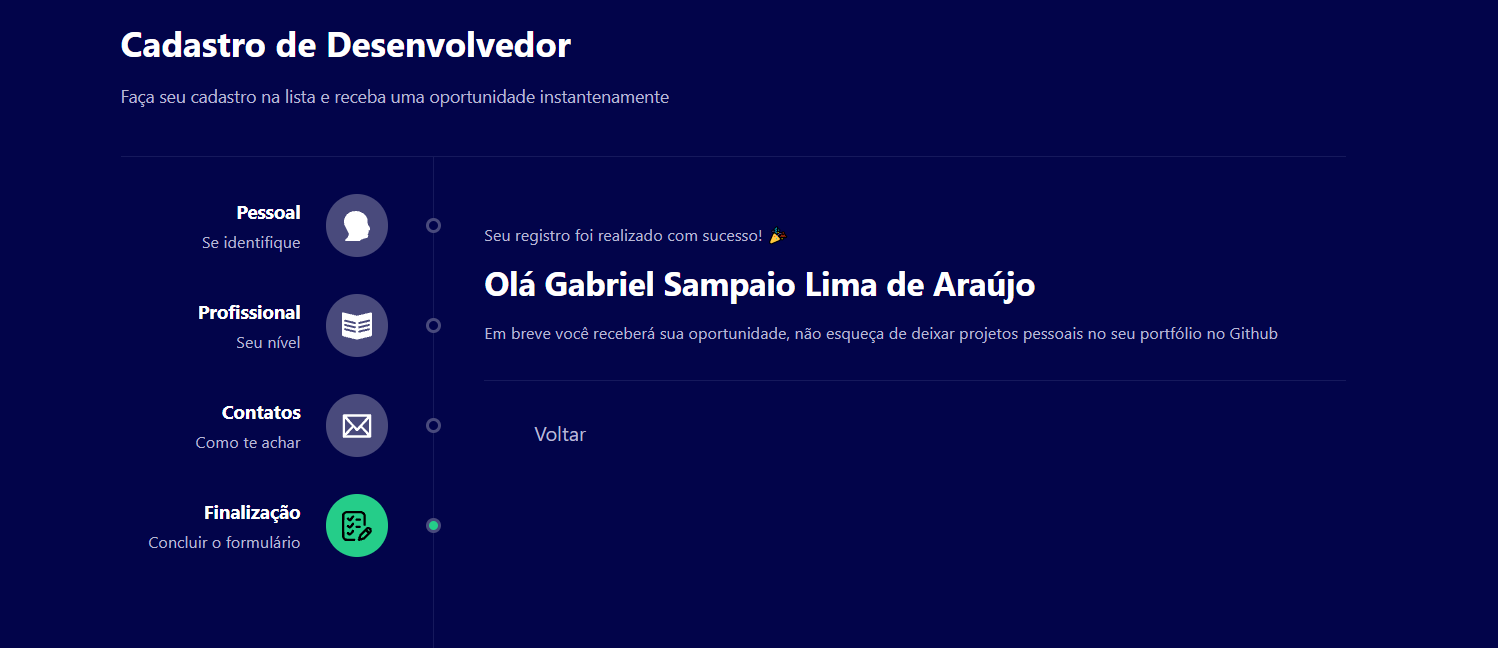 Cadastro de Desenvolvedor
Faça seu cadastro na lista e receba uma oportunidade instantenamente
Pessoal
Se identifique
Profissional
Seu nível
Contatos
Como te achar
Finalização
Concluir o formulário
Seu registro foi realizado com sucesso! 🎉
Olá Gabriel Sampaio Lima de Araújo
Em breve você receberá sua oportunidade, não esqueça de deixar projetos pessoais no seu portfólio no Github
Voltar